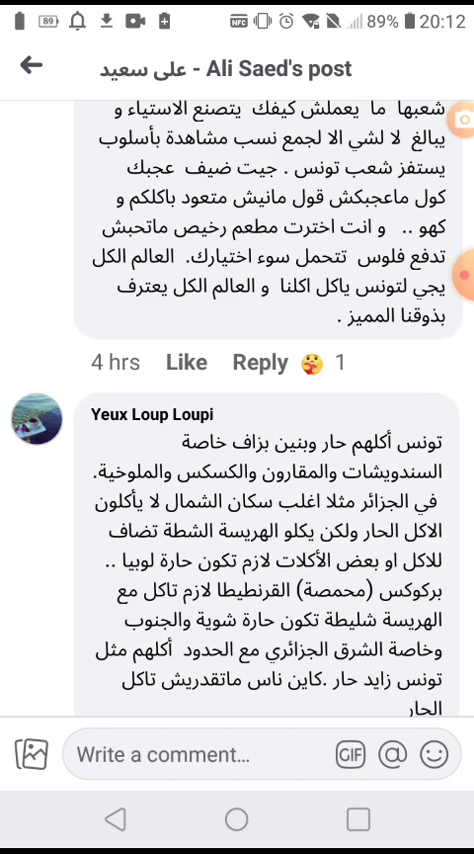 89
NFC
89% 20:12
على سعيد - Ali Saed's post
شعبها ما يعملش كيفك يتصنع الاستياء و
يبالغ لا لشي الا لجمع نسب مشاهدة بأسلوب
يستفز شعب تونس . جيت ضيف عجبك
كول ماعجبكش قول مانيش متعود باكلكم و
كهو .. و انت اخترت مطعم رخيص ماتحبش
تدفع فلوس تتحمل سوء اختيارك. العالم الكل
يجي لتونس ياكل اكلنا و العالم الكل يعترف
بذوقنا المميز .
4 hrs Like Reply 1
Yeux Loup Loupi
تونس أكلهم حار وبنين بزاف خاصة
السندويشات والمقارون والكسكس والملوخية.
في الجزائر مثلا اغلب سكان الشمال لا يأكلون
الاكل الحار ولكن يكلو الهريسة الشطة تضاف
للاكل او بعض الأكلات لازم تكون حارة لوبيا ..
بركوكس (محمصة) القرنطيطا لازم تاكل مع
الهريسة شليطة تكون حارة شوية والجنوب
وخاصة الشرق الجزائري مع الحدود أكلهم مثل
تونس زايد حار .كاين ناس ماتقدريش تاكل
الحار
Write a comment... GIF @